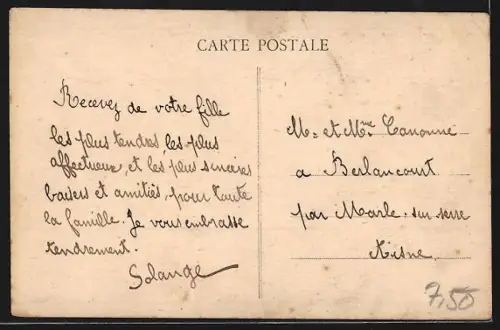 CARTE POSTALE
Recevez de votre fille
les plus tendres, les plus
affectueux, et les plus sincères
baisers et amitiés, pour toute
la famille. Je vous embrasse
tendrement.
Solange
M. et Mme Canonne
a Berlancourt
par Marle-sur-serre
Aisne.
7,50